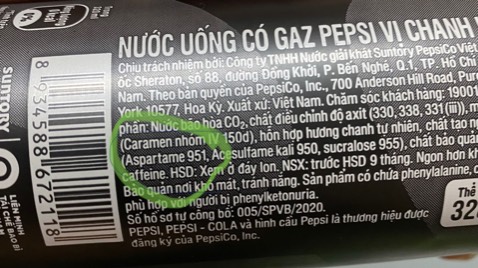 NƯỚC UỐNG CÓ GAZ PEPSI VỊ CHANH
Chịu trách nhiệm bởi: Công ty TNHH Nước giải khát Suntory PepsiCo Việt
ốc Sheraton, số 88, đường Đồng Khởi, P. Bến Nghé, Q.1, TP. Hồ Chí
Nam. Theo bản quyền của PepsiCo, Inc., 700 Anderson Hill Road, Pur
York 10577, Hoa Kỳ. Xuất xứ: Việt Nam. Chăm sóc khách hàng: 19001
phần: Nước bão hòa CO₂, chất điều chỉnh độ axit (330, 338, 331(iii)), m
(Caramen nhóm IV 150d), hỗn hợp hương chanh tự nhiên, chất tạo n
(Aspartame 951, Acesulfame kali 950, sucralose 955), chất bảo quản
caffeine. HSD: Xem ở đáy lon. NSX: trước HSD 9 tháng. Ngon hơn kh
Bảo quản nơi khô mát, tránh nắng. Sản phẩm có chứa phenylalanine,
phù hợp với người bị phenylketonuria.
Số hồ sơ tự công bố: 005/SPVB/2020.
PEPSI, PEPSI - COLA và hình cầu Pepsi là thương hiệu được
đăng ký của PepsiCo, Inc.
Thể
32
8 934588 672118
SUNTORY
LIÊN MINH
TÁI CHẾ BAO BÌ